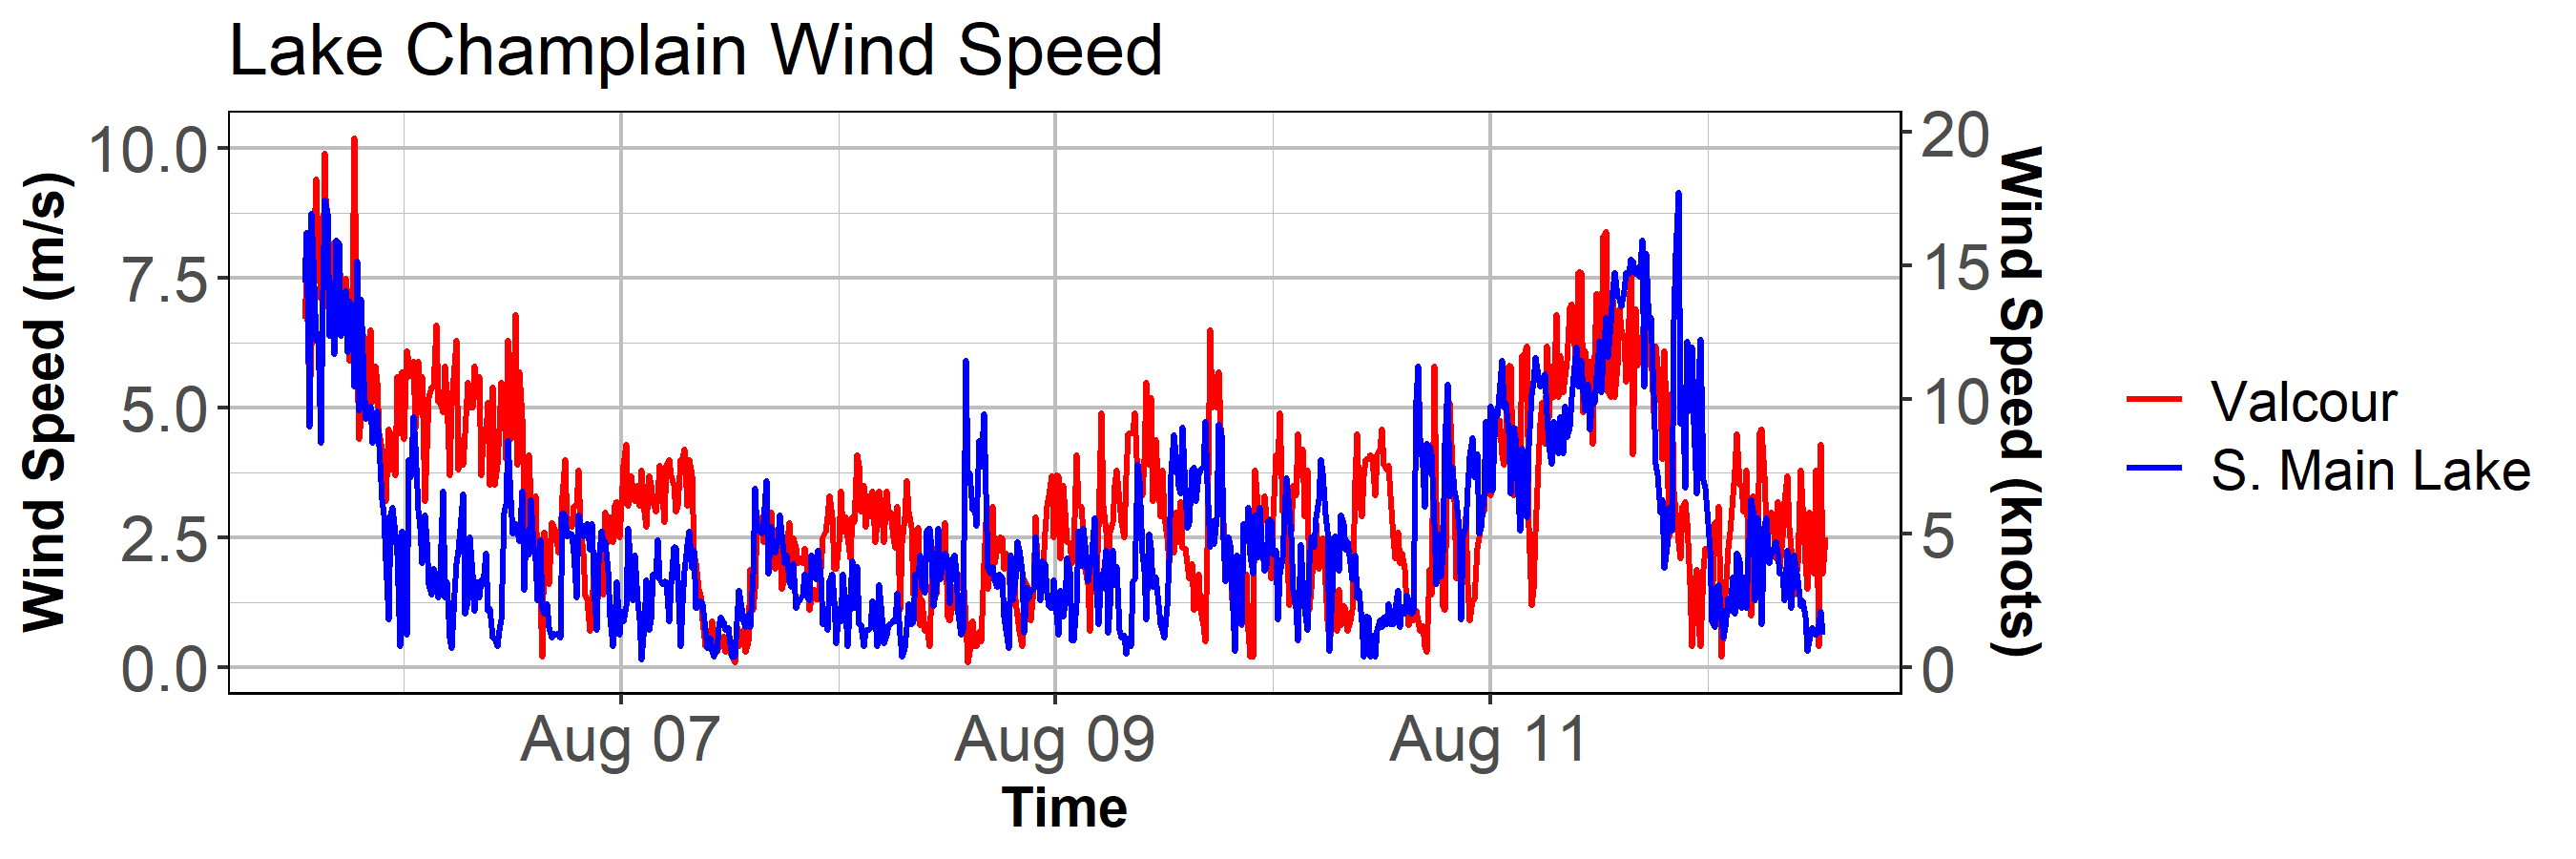 Lake Champlain Wind Speed
Wind Speed (m/s)
10.0
7.5
5.0
2.5
0.0
20
15
10
5
0
Wind Speed (knots)
Aug 07
Aug 09
Aug 11
Time
Valcour
S. Main Lake